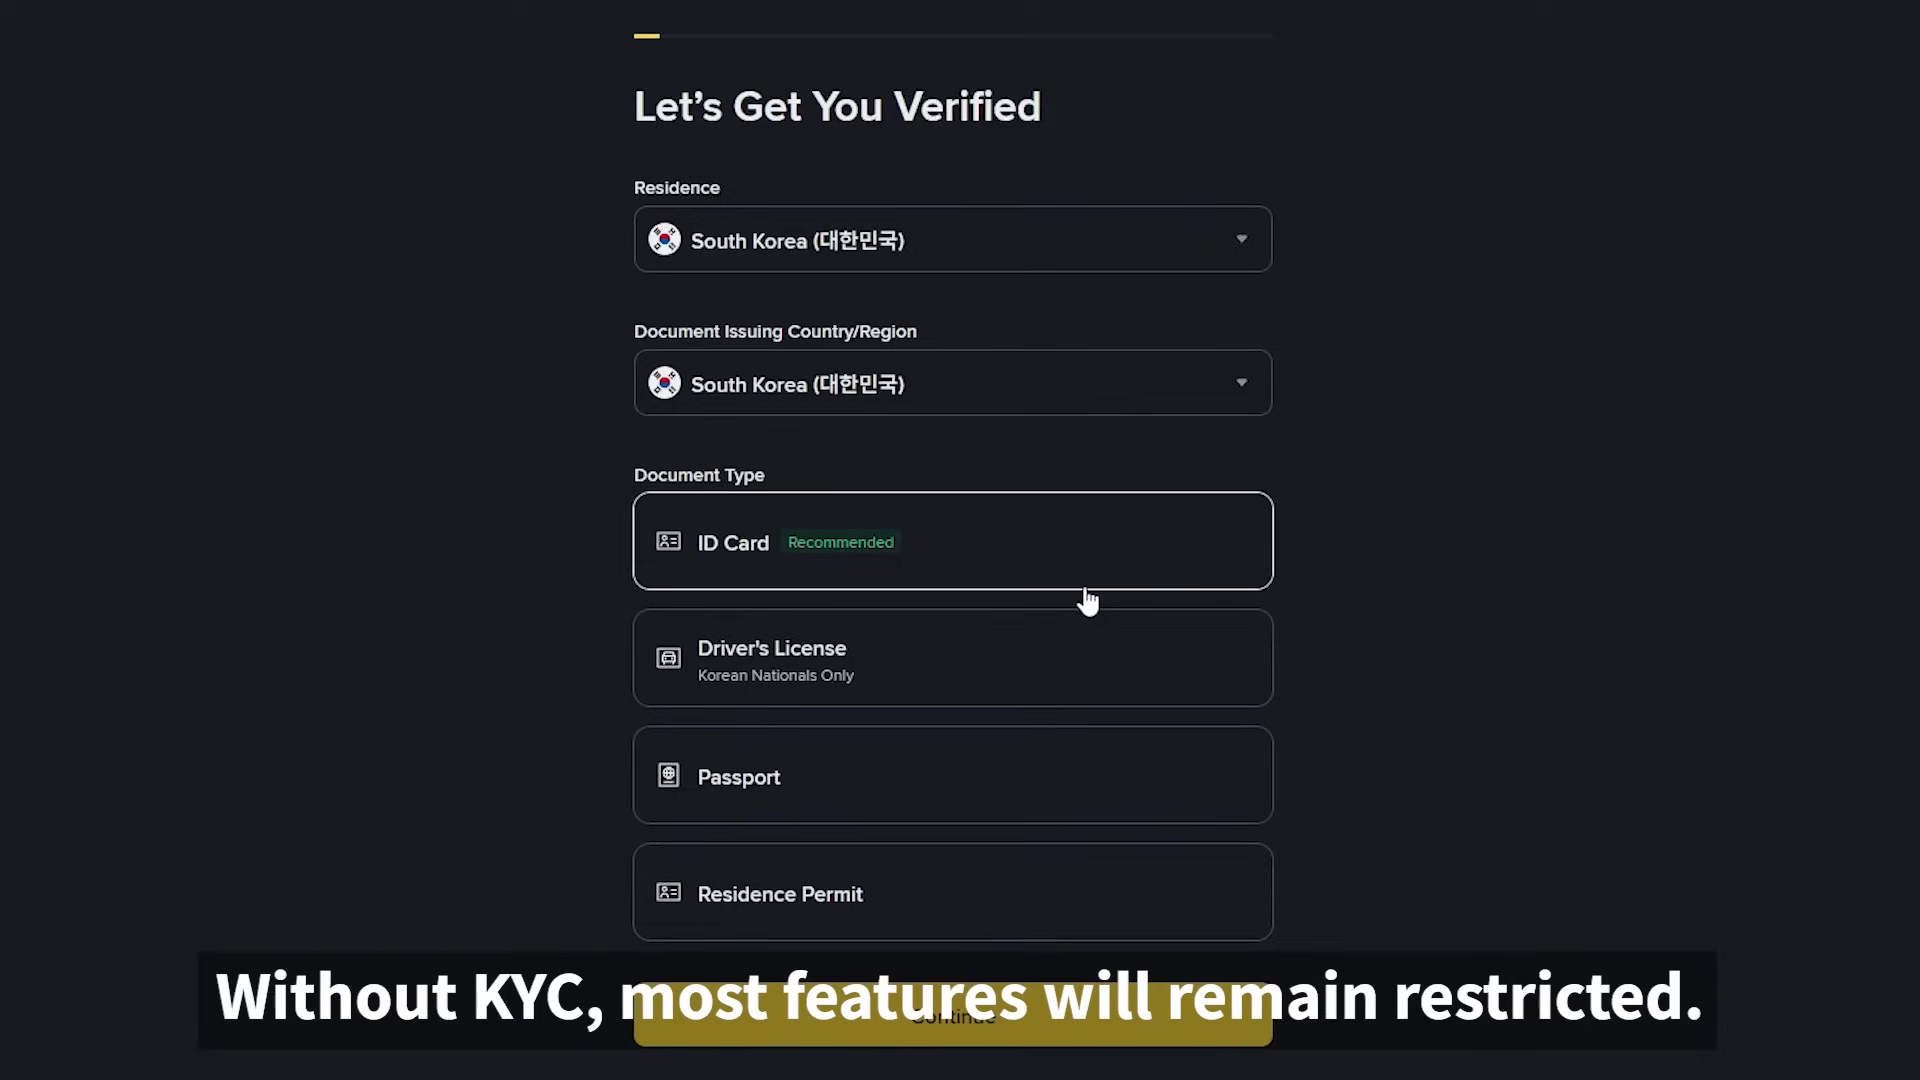 Let's Get You Verified
Residence
South Korea (대한민국)
Document Issuing Country/Region
South Korea (대한민국)
Document Type
ID Card Recommended
Driver's License
Korean Nationals Only
Passport
Residence Permit
Continue
Without KYC, most features will remain restricted.